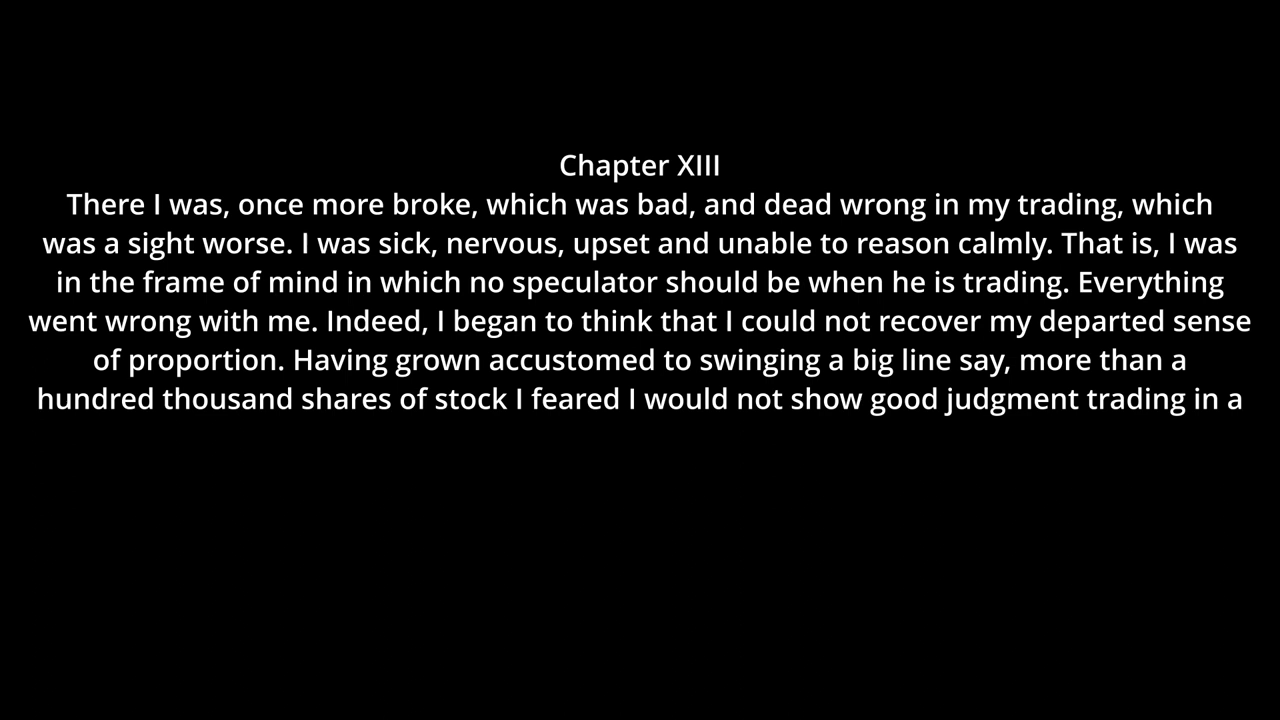 Chapter XIII
There I was, once more broke, which was bad, and dead wrong in my trading, which
was a sight worse. I was sick, nervous, upset and unable to reason calmly. That is, I was
in the frame of mind in which no speculator should be when he is trading. Everything
went wrong with me. Indeed, I began to think that I could not recover my departed sense
of proportion. Having grown accustomed to swinging a big line say, more than a
hundred thousand shares of stock I feared I would not show good judgment trading in a